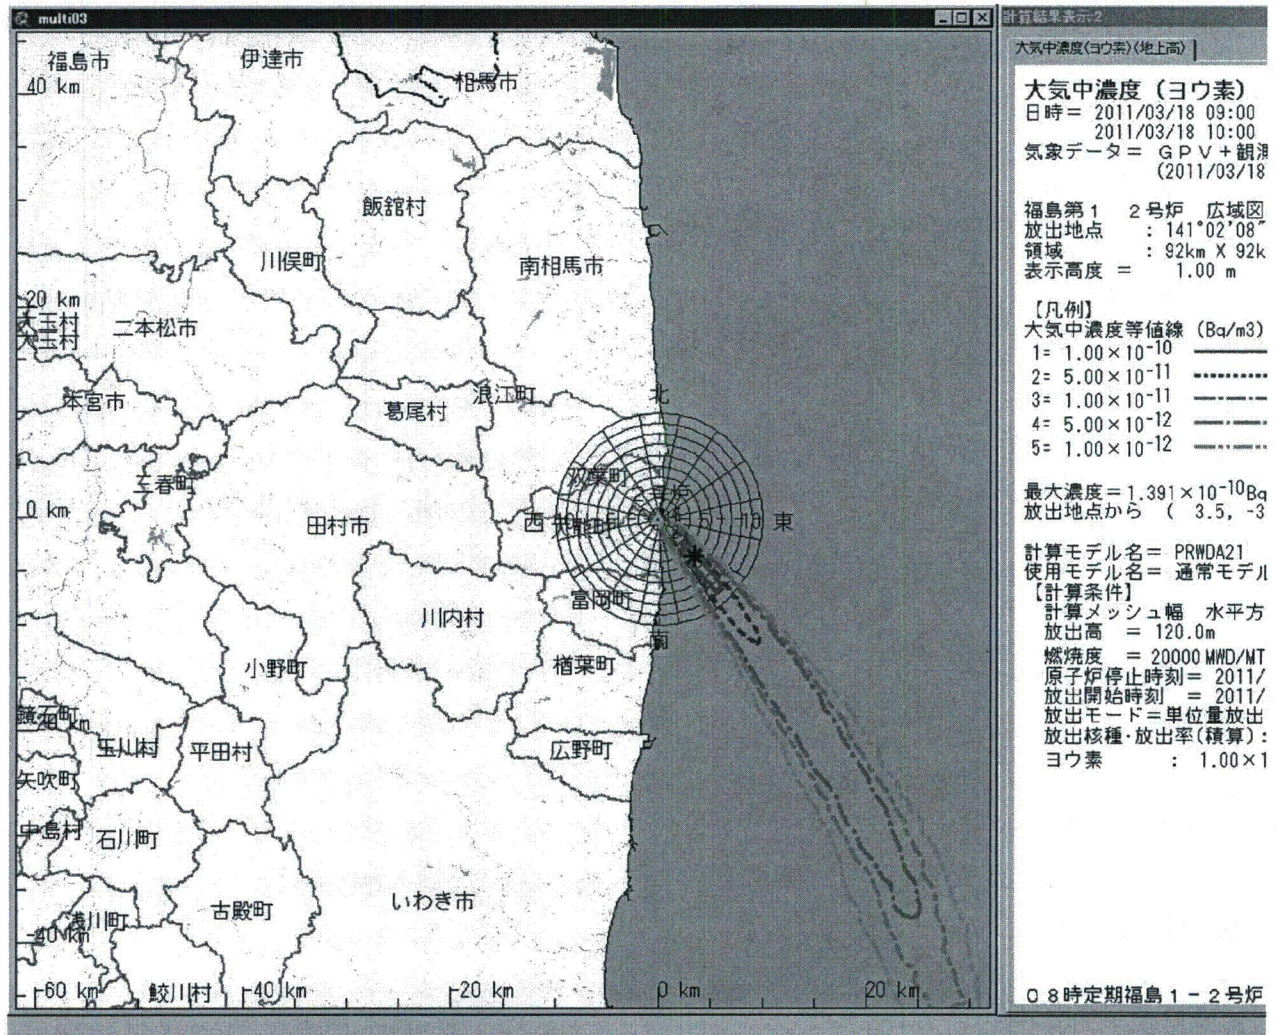 multi03
福島市
伊達市
相馬市
40 km
飯舘村
川俣町
南相馬市
20 km
大玉村
大玉村
二本松市
本宮市
浪江町
葛尾村
北
双葉町
三春町
0 km
田村市
西
東
富岡町
川内村
南
小野町
楢葉町
鏡石町
玉川村
平田村
広野町
矢吹町
中島村
石川町
浅川町
古殿町
いわき市
-40 km
-60 km
鮫川村
-40 km
-20 km
0 km
20 km
計算結果表示-2
大気中濃度(ヨウ素)(地上高)
大気中濃度(ヨウ素)
日時= 2011/03/18 09:00
2011/03/18 10:00
気象データ= GPV+観測
(2011/03/18
福島第1 2号炉 広域図
放出地点 : 141°02'08"
領域 : 92km X 92k
表示高度 = 1.00 m
【凡例】
大気中濃度等値線 (Bq/m3)
1= 1.00×10⁻¹⁰
2= 5.00×10⁻¹¹
3= 1.00×10⁻¹¹
4= 5.00×10⁻¹²
5= 1.00×10⁻¹²
最大濃度=1.391×10⁻¹⁰Bq
放出地点から ( 3.5, -3
計算モデル名= PRWDA21
使用モデル名= 通常モデル
【計算条件】
計算メッシュ幅 水平方
放出高 = 120.0m
燃焼度 = 20000MWD/MT
原子炉停止時刻= 2011/
放出開始時刻 = 2011/
放出モード=単位量放出
放出核種・放出率(積算):
ヨウ素 : 1.00×1
08時定期福島1-2号炉